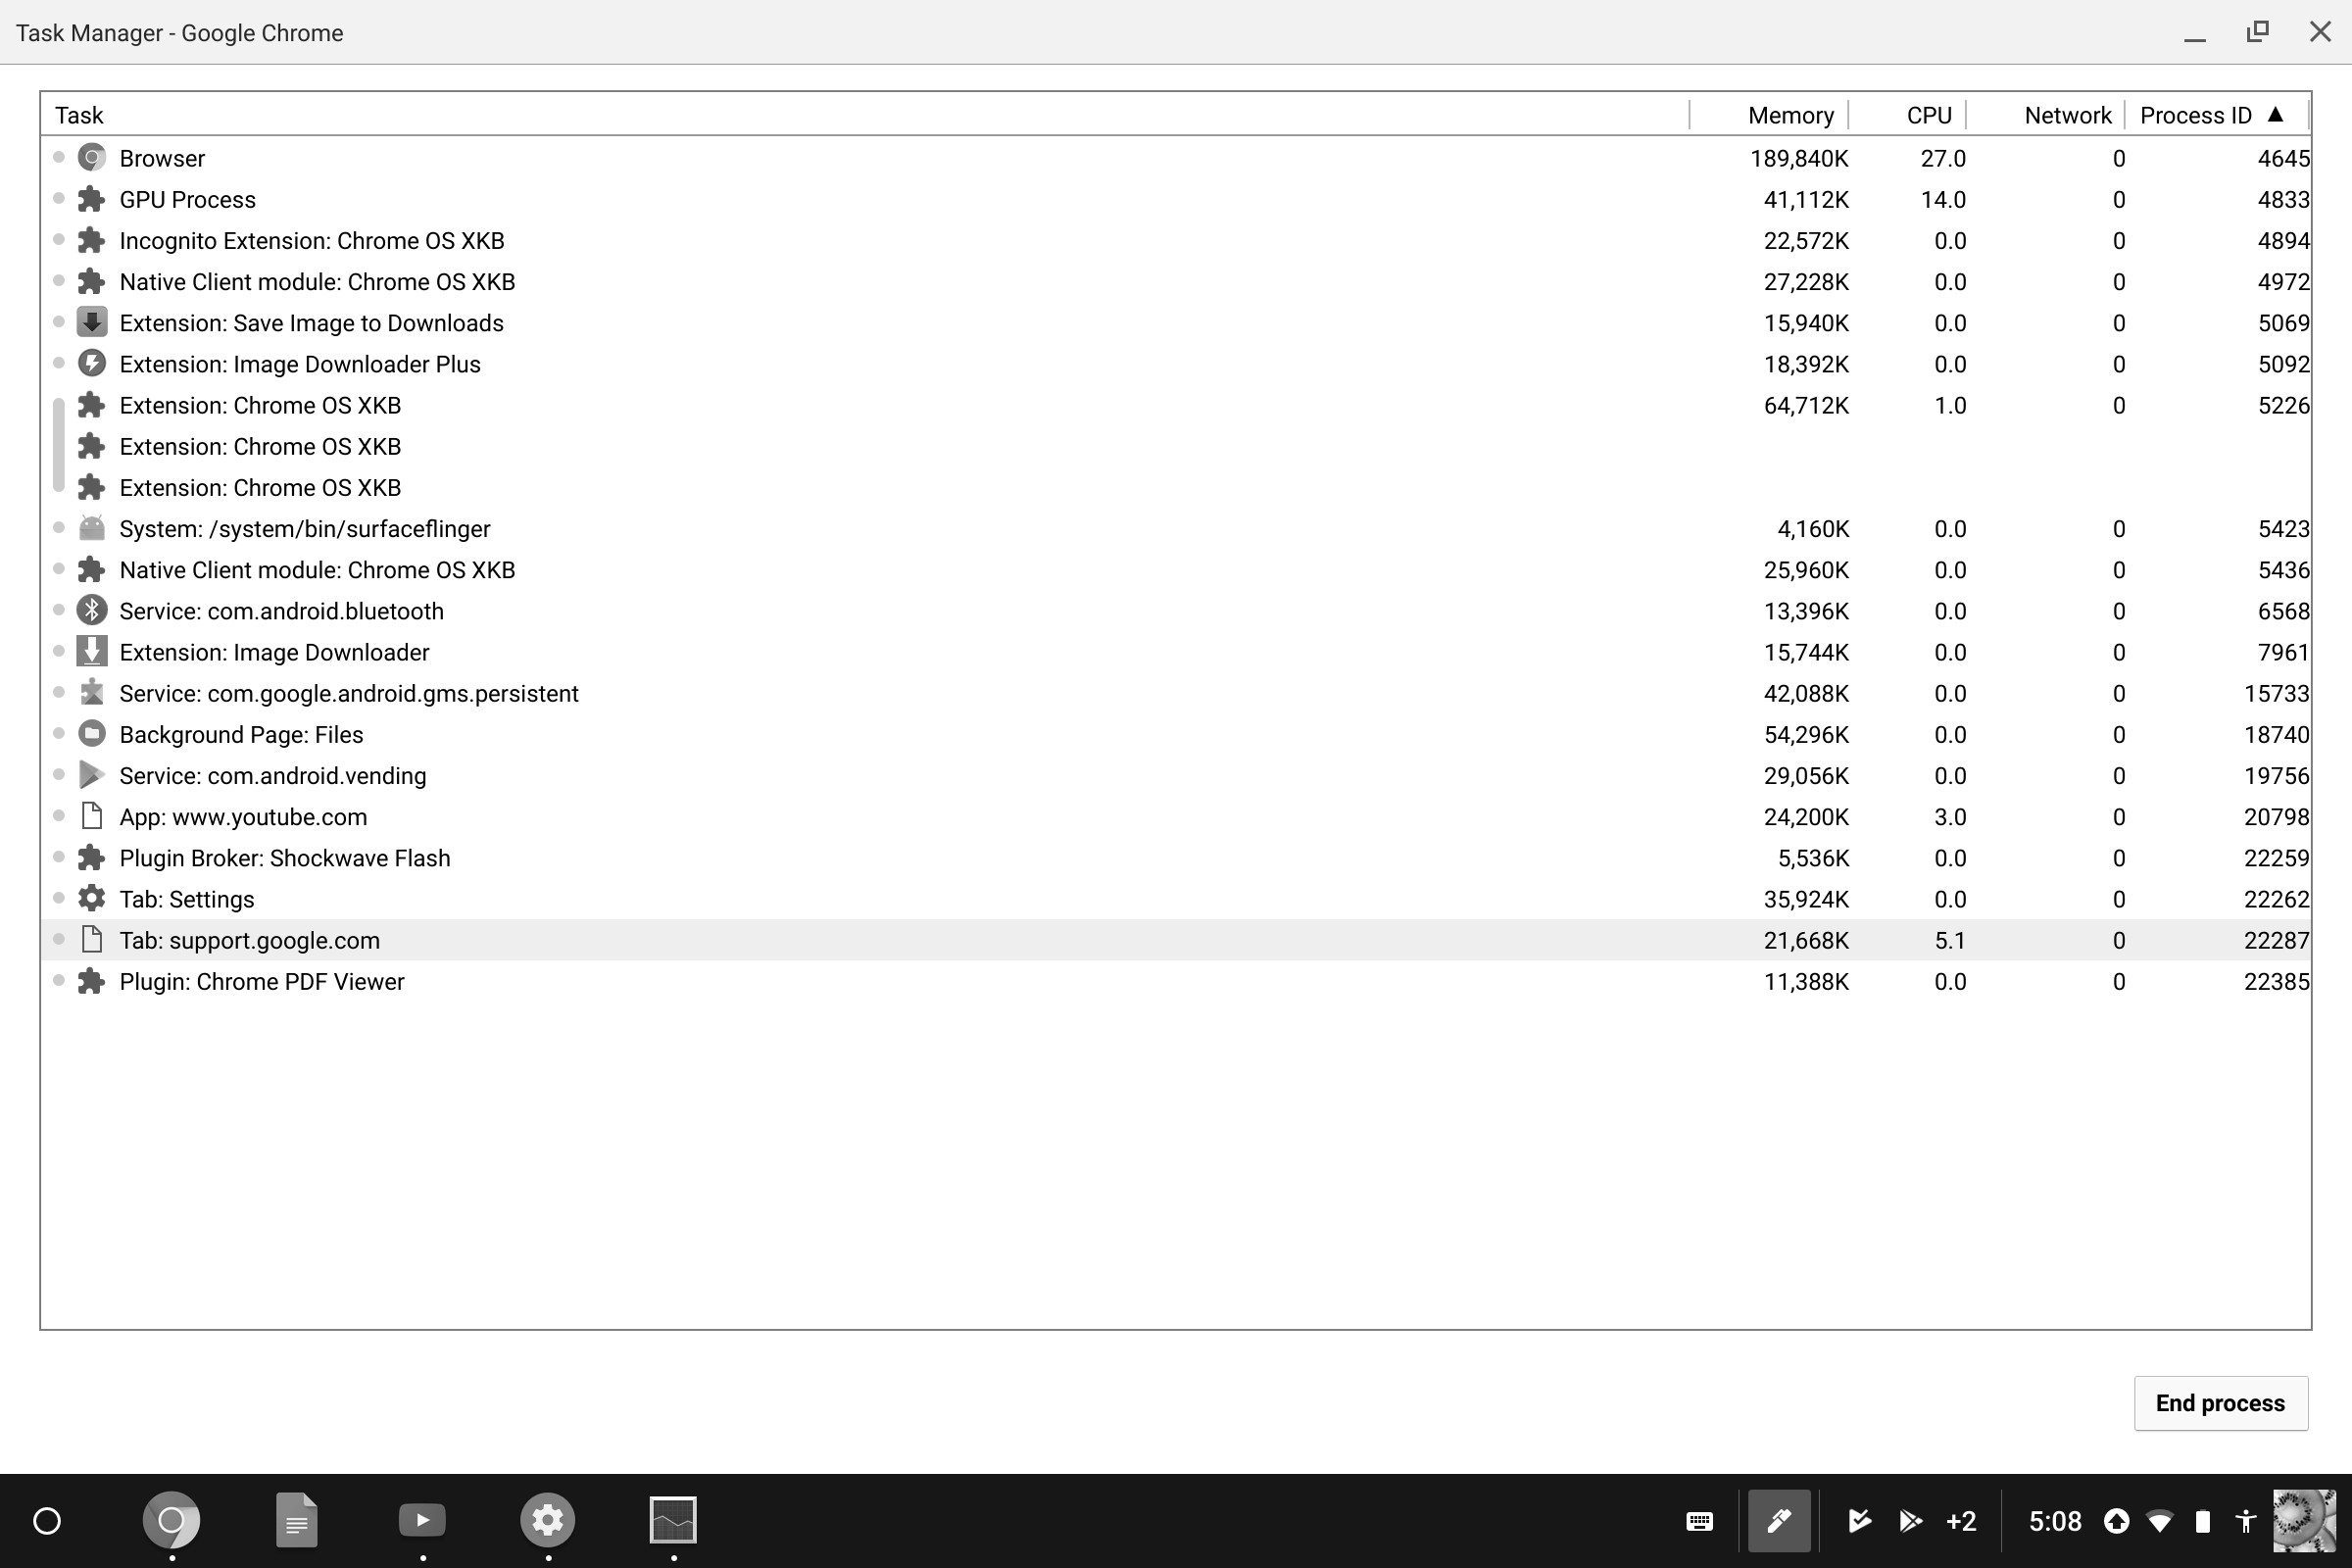 Task Manager - Google Chrome
Task Memory CPU Network Process ID ▲
Browser 189,840K 27.0 0 4645
GPU Process 41,112K 14.0 0 4833
Incognito Extension: Chrome OS XKB 22,572K 0.0 0 4894
Native Client module: Chrome OS XKB 27,228K 0.0 0 4972
Extension: Save Image to Downloads 15,940K 0.0 0 5069
Extension: Image Downloader Plus 18,392K 0.0 0 5092
Extension: Chrome OS XKB 64,712K 1.0 0 5226
Extension: Chrome OS XKB
Extension: Chrome OS XKB
System: /system/bin/surfaceflinger 4,160K 0.0 0 5423
Native Client module: Chrome OS XKB 25,960K 0.0 0 5436
Service: com.android.bluetooth 13,396K 0.0 0 6568
Extension: Image Downloader 15,744K 0.0 0 7961
Service: com.google.android.gms.persistent 42,088K 0.0 0 15733
Background Page: Files 54,296K 0.0 0 18740
Service: com.android.vending 29,056K 0.0 0 19756
App: www.youtube.com 24,200K 3.0 0 20798
Plugin Broker: Shockwave Flash 5,536K 0.0 0 22259
Tab: Settings 35,924K 0.0 0 22262
Tab: support.google.com 21,668K 5.1 0 22287
Plugin: Chrome PDF Viewer 11,388K 0.0 0 22385
End process
+2 5:08